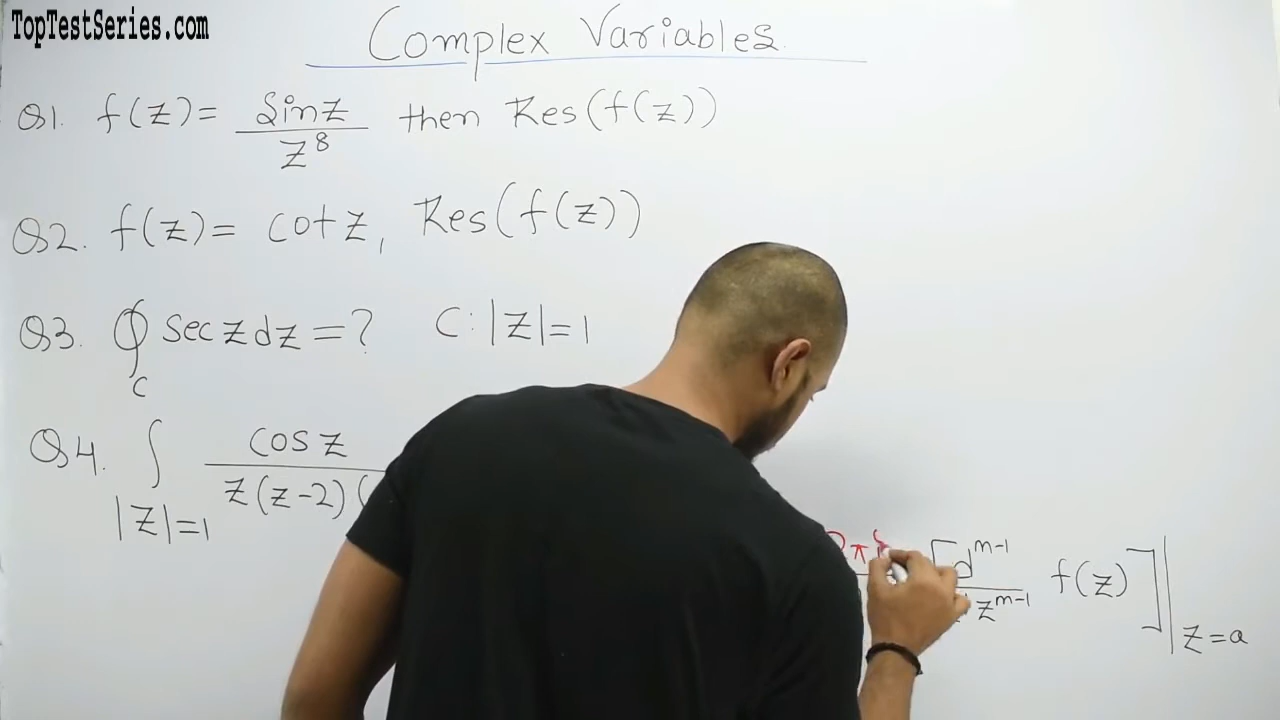 TopTestSeries.com
Complex Variables.
Q1. f(z) = sinz / z^8 then Res(f(z))
Q2. f(z) = cot z, Res(f(z))
Q3. ∮_C sec z dz = ? C: |z| = 1
Q4. ∫_{|z|=1} cos z / z(z-2)(
2π [ d^{m-1} / z^{m-1} f(z) ] |_{z=a}